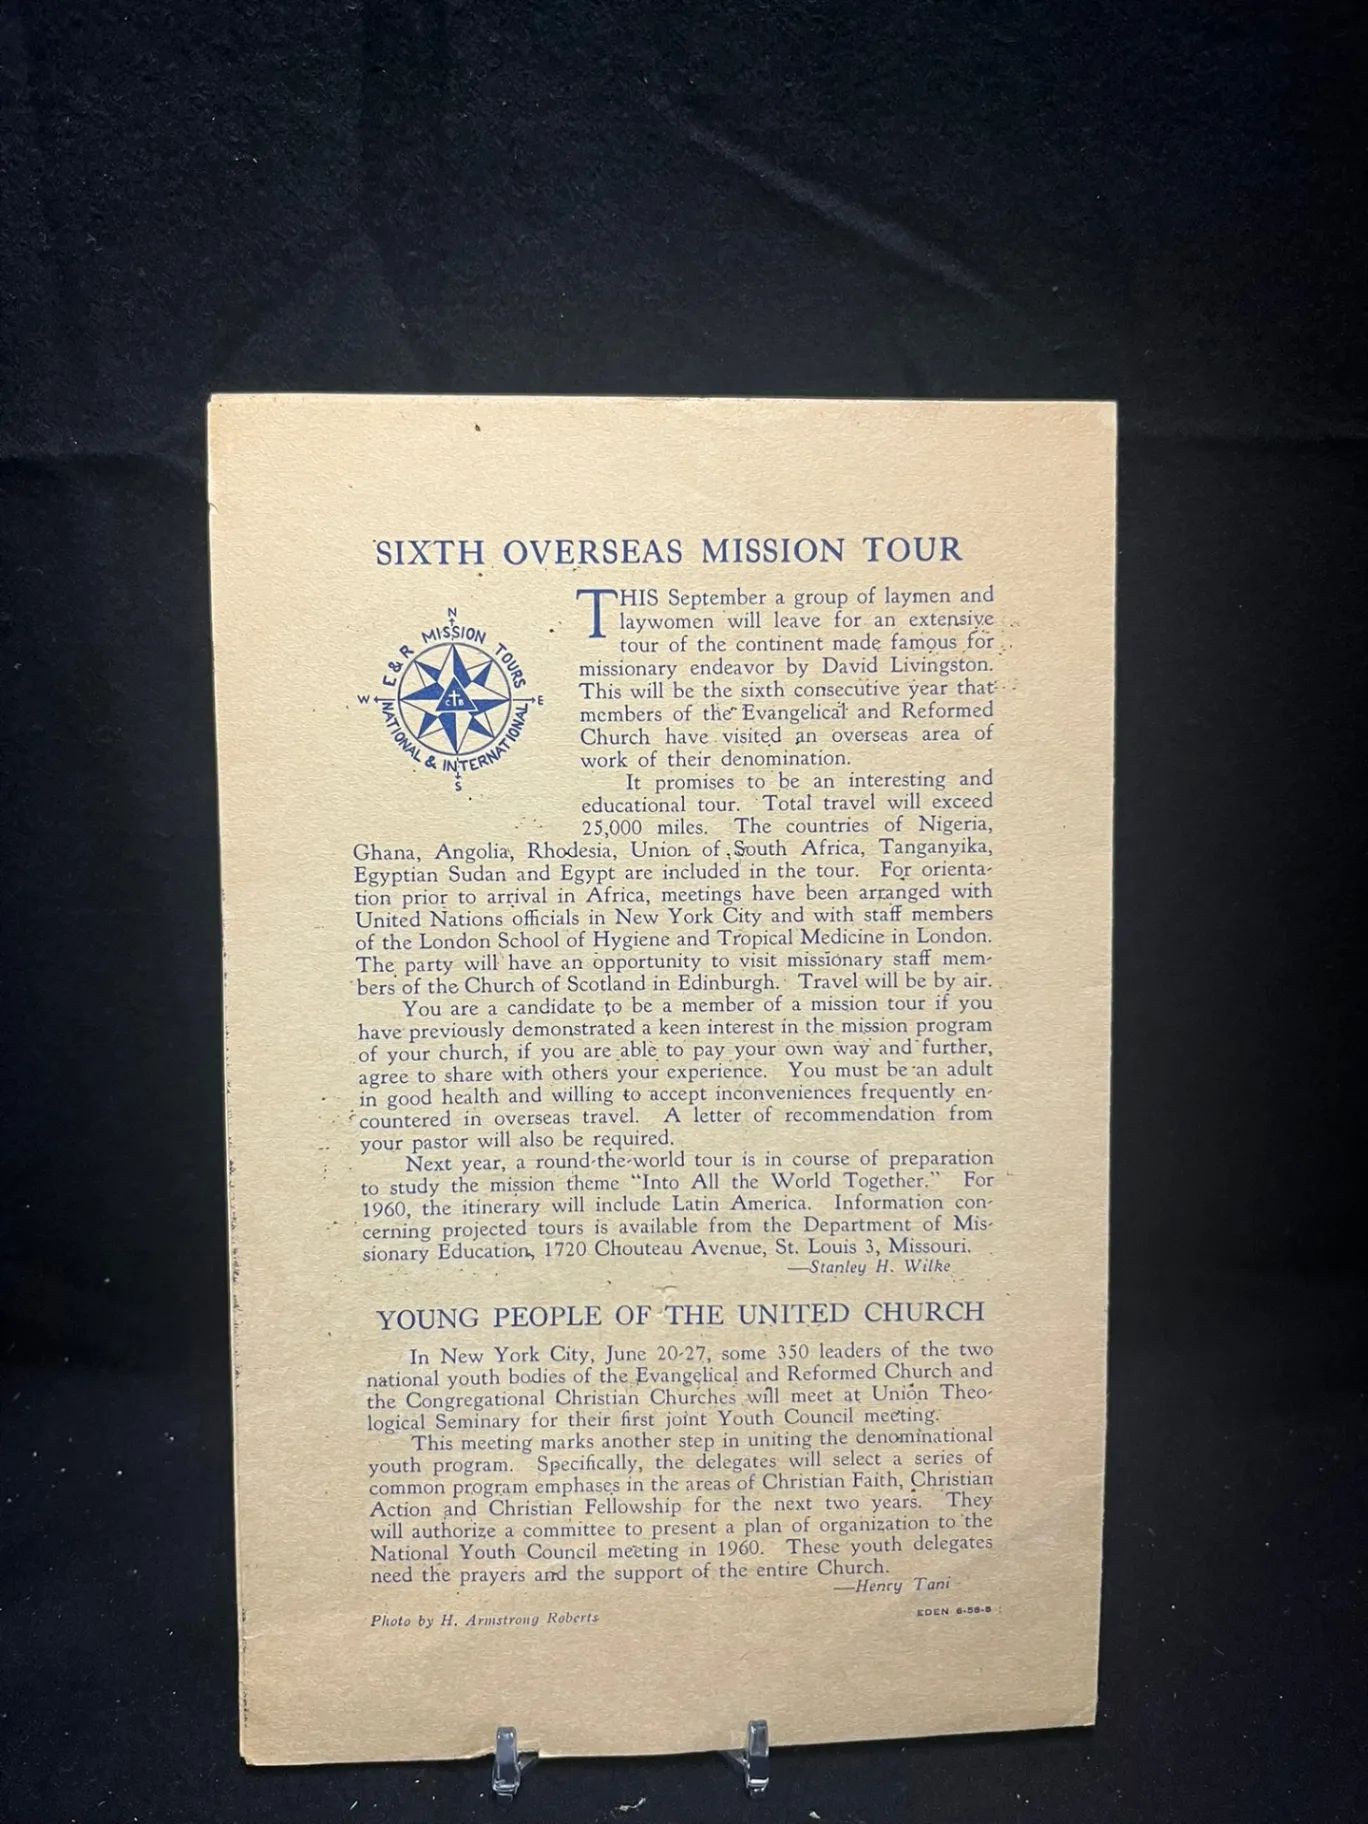 SIXTH OVERSEAS MISSION TOUR
N
E & R MISSION TOURS
W
E
C
B
NATIONAL & INTERNATIONAL
S
THIS September a group of laymen and
laywomen will leave for an extensive
tour of the continent made famous for
missionary endeavor by David Livingston.
This will be the sixth consecutive year that
members of the Evangelical and Reformed
Church have visited an overseas area of
work of their denomination.
It promises to be an interesting and
educational tour. Total travel will exceed
25,000 miles. The countries of Nigeria,
Ghana, Angolia, Rhodesia, Union of South Africa, Tanganyika,
Egyptian Sudan and Egypt are included in the tour. For orienta-
tion prior to arrival in Africa, meetings have been arranged with
United Nations officials in New York City and with staff members
of the London School of Hygiene and Tropical Medicine in London.
The party will have an opportunity to visit missionary staff mem-
bers of the Church of Scotland in Edinburgh. Travel will be by air.
You are a candidate to be a member of a mission tour if you
have previously demonstrated a keen interest in the mission program
of your church, if you are able to pay your own way and further,
agree to share with others your experience. You must be an adult
in good health and willing to accept inconveniences frequently en-
countered in overseas travel. A letter of recommendation from
your pastor will also be required.
Next year, a round-the-world tour is in course of preparation
to study the mission theme “Into All the World Together.” For
1960, the itinerary will include Latin America. Information con-
cerning projected tours is available from the Department of Mis-
sionary Education, 1720 Chouteau Avenue, St. Louis 3, Missouri.
—Stanley H. Wilke
YOUNG PEOPLE OF THE UNITED CHURCH
In New York City, June 20-27, some 350 leaders of the two
national youth bodies of the Evangelical and Reformed Church and
the Congregational Christian Churches will meet at Union Theo-
logical Seminary for their first joint Youth Council meeting.
This meeting marks another step in uniting the denominational
youth program. Specifically, the delegates will select a series of
common program emphases in the areas of Christian Faith, Christian
Action and Christian Fellowship for the next two years. They
will authorize a committee to present a plan of organization to the
National Youth Council meeting in 1960. These youth delegates
need the prayers and the support of the entire Church.
—Henry Tani
Photo by H. Armstrong Roberts
EDEN 6-58-5